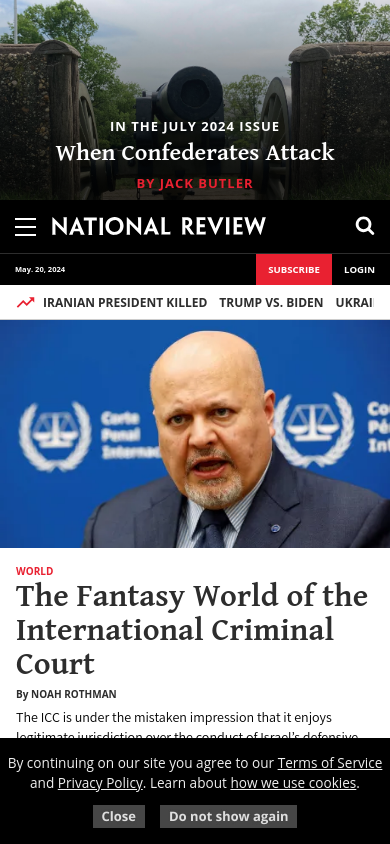 IN THE JULY 2024 ISSUE
When Confederates Attack
BY JACK BUTLER
NATIONAL REVIEW
May. 20, 2024
SUBSCRIBE
LOGIN
IRANIAN PRESIDENT KILLED TRUMP VS. BIDEN UKRAI
Corte
Penal
Interna
Co
Pé
Int
WORLD
The Fantasy World of the
International Criminal
Court
By NOAH ROTHMAN
The ICC is under the mistaken impression that it enjoys
legitimate jurisdiction over the conduct of Israel's defensive
By continuing on our site you agree to our Terms of Service
and Privacy Policy. Learn about how we use cookies.
Close
Do not show again